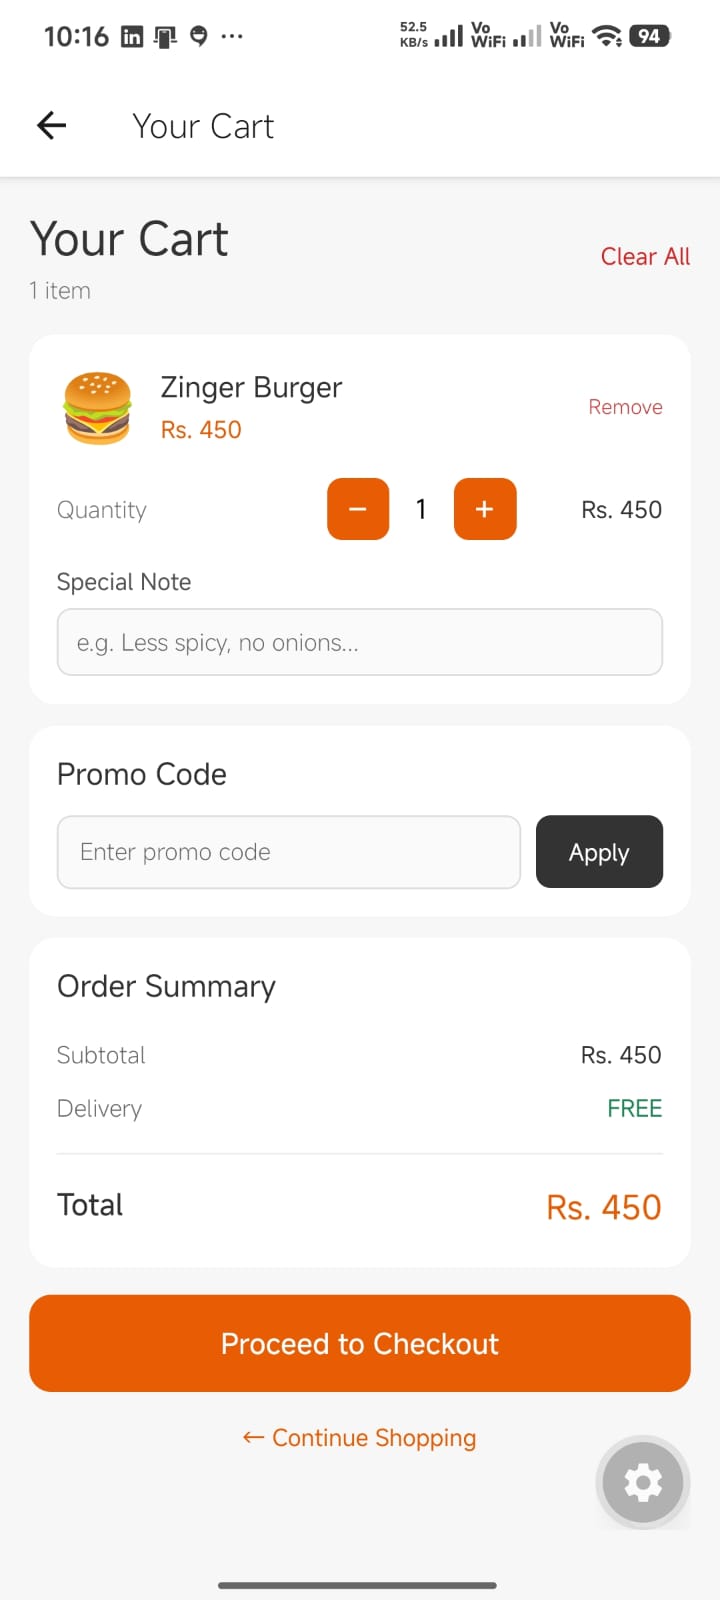 10:16 in ... 52.5 KB/s Vo WiFi Vo WiFi 94
Your Cart
Your Cart
Clear All
1 item
Zinger Burger
Rs. 450
Remove
Quantity − 1 + Rs. 450
Special Note
e.g. Less spicy, no onions...
Promo Code
Enter promo code Apply
Order Summary
Subtotal Rs. 450
Delivery FREE
Total Rs. 450
Proceed to Checkout
← Continue Shopping